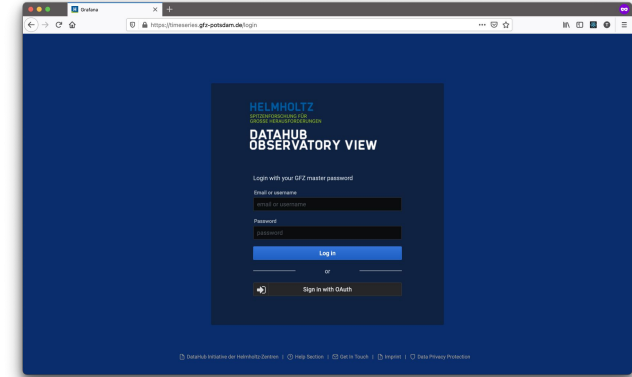 Grafana
https://timeseries.gfz-potsdam.de/login
HELMHOLTZ
SPITZENFORSCHUNG FÜR
GROSSE HERAUSFORDERUNGEN
DATAHUB
OBSERVATORY VIEW
Login with your GFZ master password
Email or username
email or username
Password
password
Log in
or
Sign in with OAuth
DataHub Initiative der Helmholtz-Zentren | Help Section | Get In Touch | Imprint | Data Privacy Protection